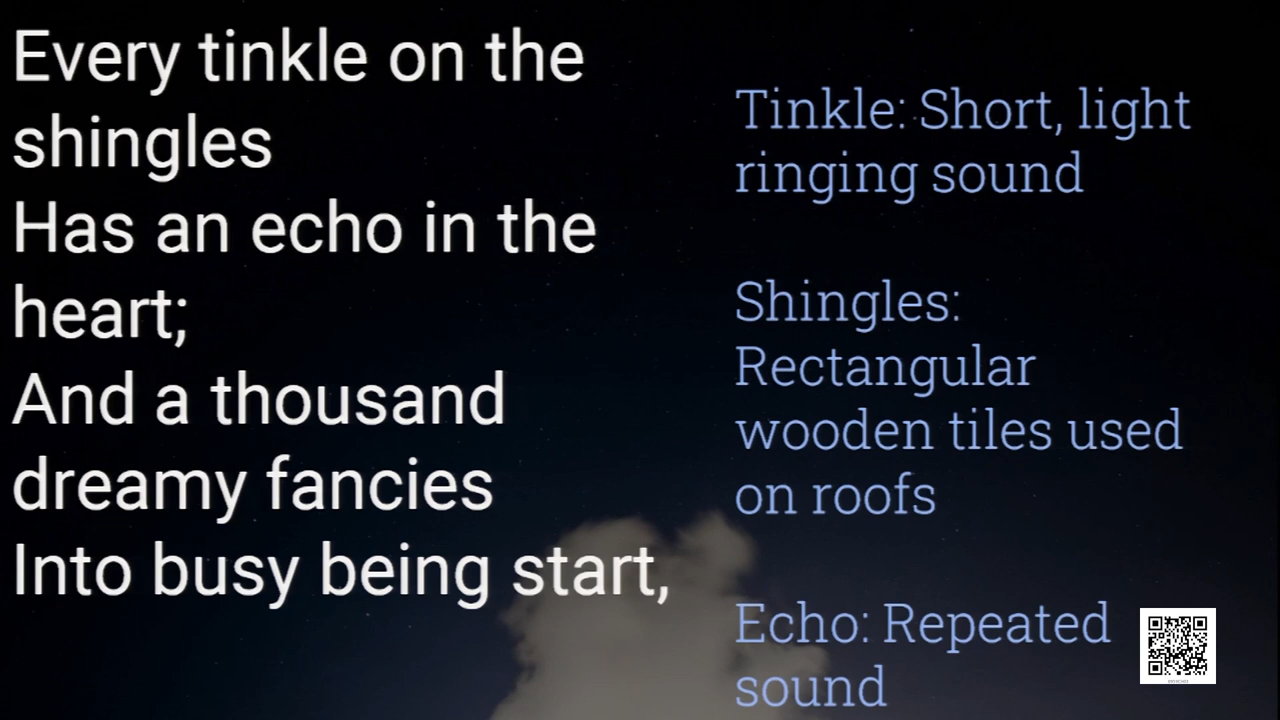 Every tinkle on the
shingles
Has an echo in the
heart;
And a thousand
dreamy fancies
Into busy being start,
Tinkle: Short, light
ringing sound
Shingles:
Rectangular
wooden tiles used
on roofs
Echo: Repeated
sound